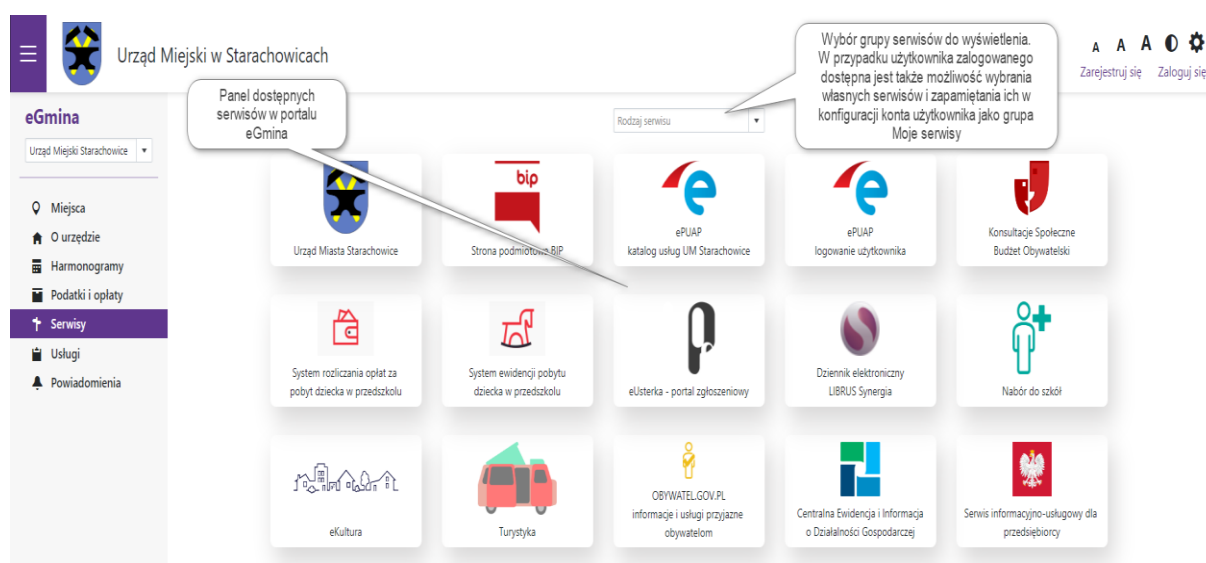 Urząd Miejski w Starachowicach
Wybór grupy serwisów do wyświetlenia.
W przypadku użytkownika zalogowanego
dostępna jest także możliwość wybrania
własnych serwisów i zapamiętania ich w
konfiguracji konta użytkownika jako grupa
Moje serwisy
A A A
Zarejestruj się Zaloguj się
eGmina
Urząd Miejski Starachowice
Panel dostępnych
serwisów w portalu
eGmina
Rodzaj serwisu
Miejsca
O urzędzie
Harmonogramy
Podatki i opłaty
Serwisy
Usługi
Powiadomienia
Urząd Miasta Starachowice
bip
Strona podmiotowa BIP
ePUAP
katalog usług UM Starachowice
ePUAP
logowanie użytkownika
Konsultacje Społeczne
Budżet Obywatelski
System rozliczania opłat za
pobyt dziecka w przedszkolu
System ewidencji pobytu
dziecka w przedszkolu
eUsterka - portal zgłoszeniowy
Dziennik elektroniczny
LIBRUS Synergia
Nabór do szkół
eKultura
Turystyka
OBYWATEL.GOV.PL
informacje i usługi przyjazne
obywatelom
Centralna Ewidencja i Informacja
o Działalności Gospodarczej
Serwis informacyjno-usługowy dla
przedsiębiorcy